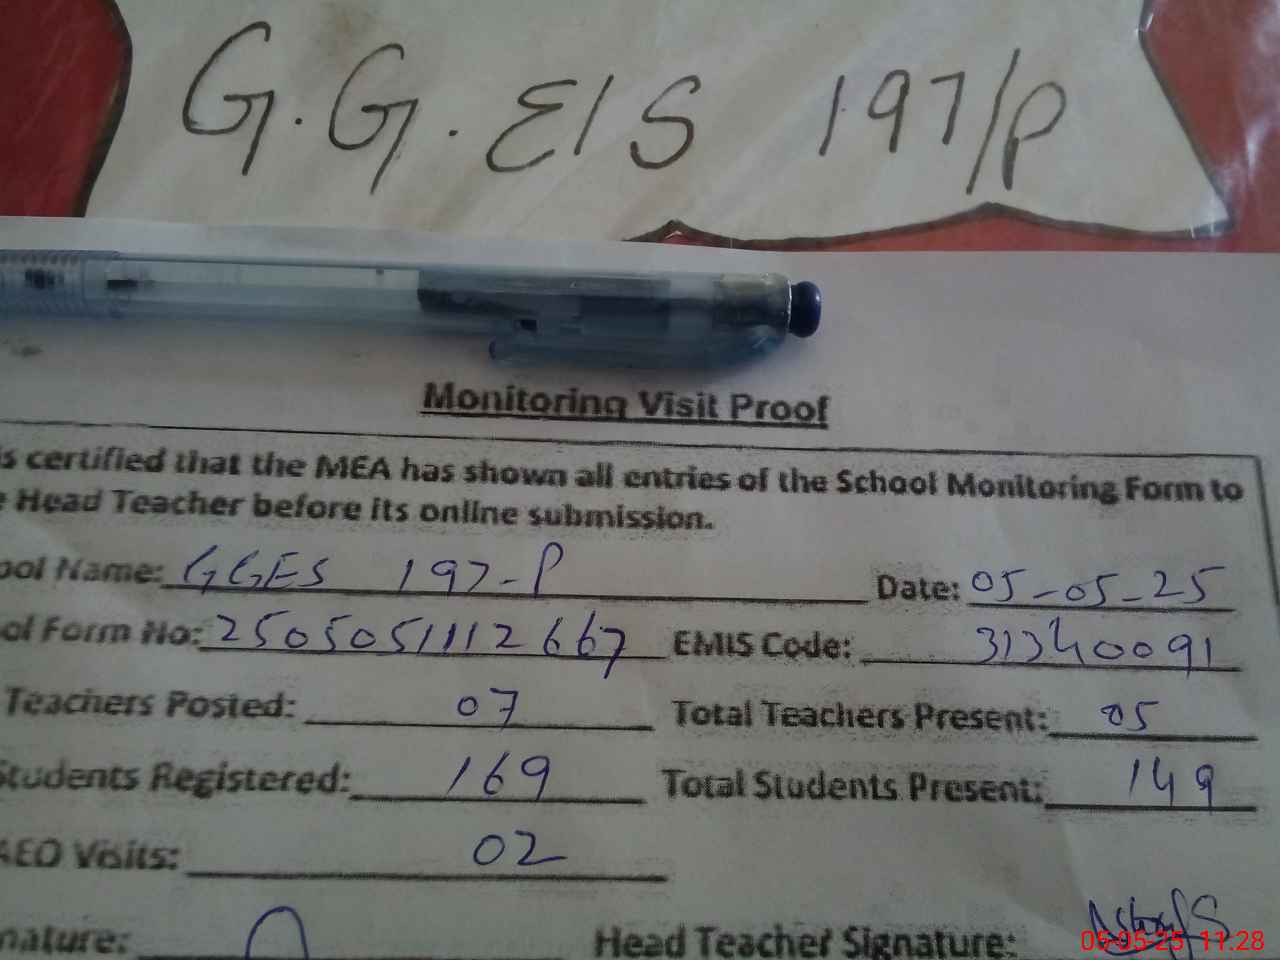 G.G.E/S 197/P
Monitoring Visit Proof
is certified that the MEA has shown all entries of the School Monitoring Form to
e Head Teacher before its online submission.
ool Name: GGES 197-P Date: 05-05-25
ol Form No: 2505051112667 EMIS Code: 31340091
Teachers Posted: 07 Total Teachers Present: 05
Students Registered: 169 Total Students Present: 149
AEO Visits: 02
nature: Head Teacher Signature:
05-05-25 11:28